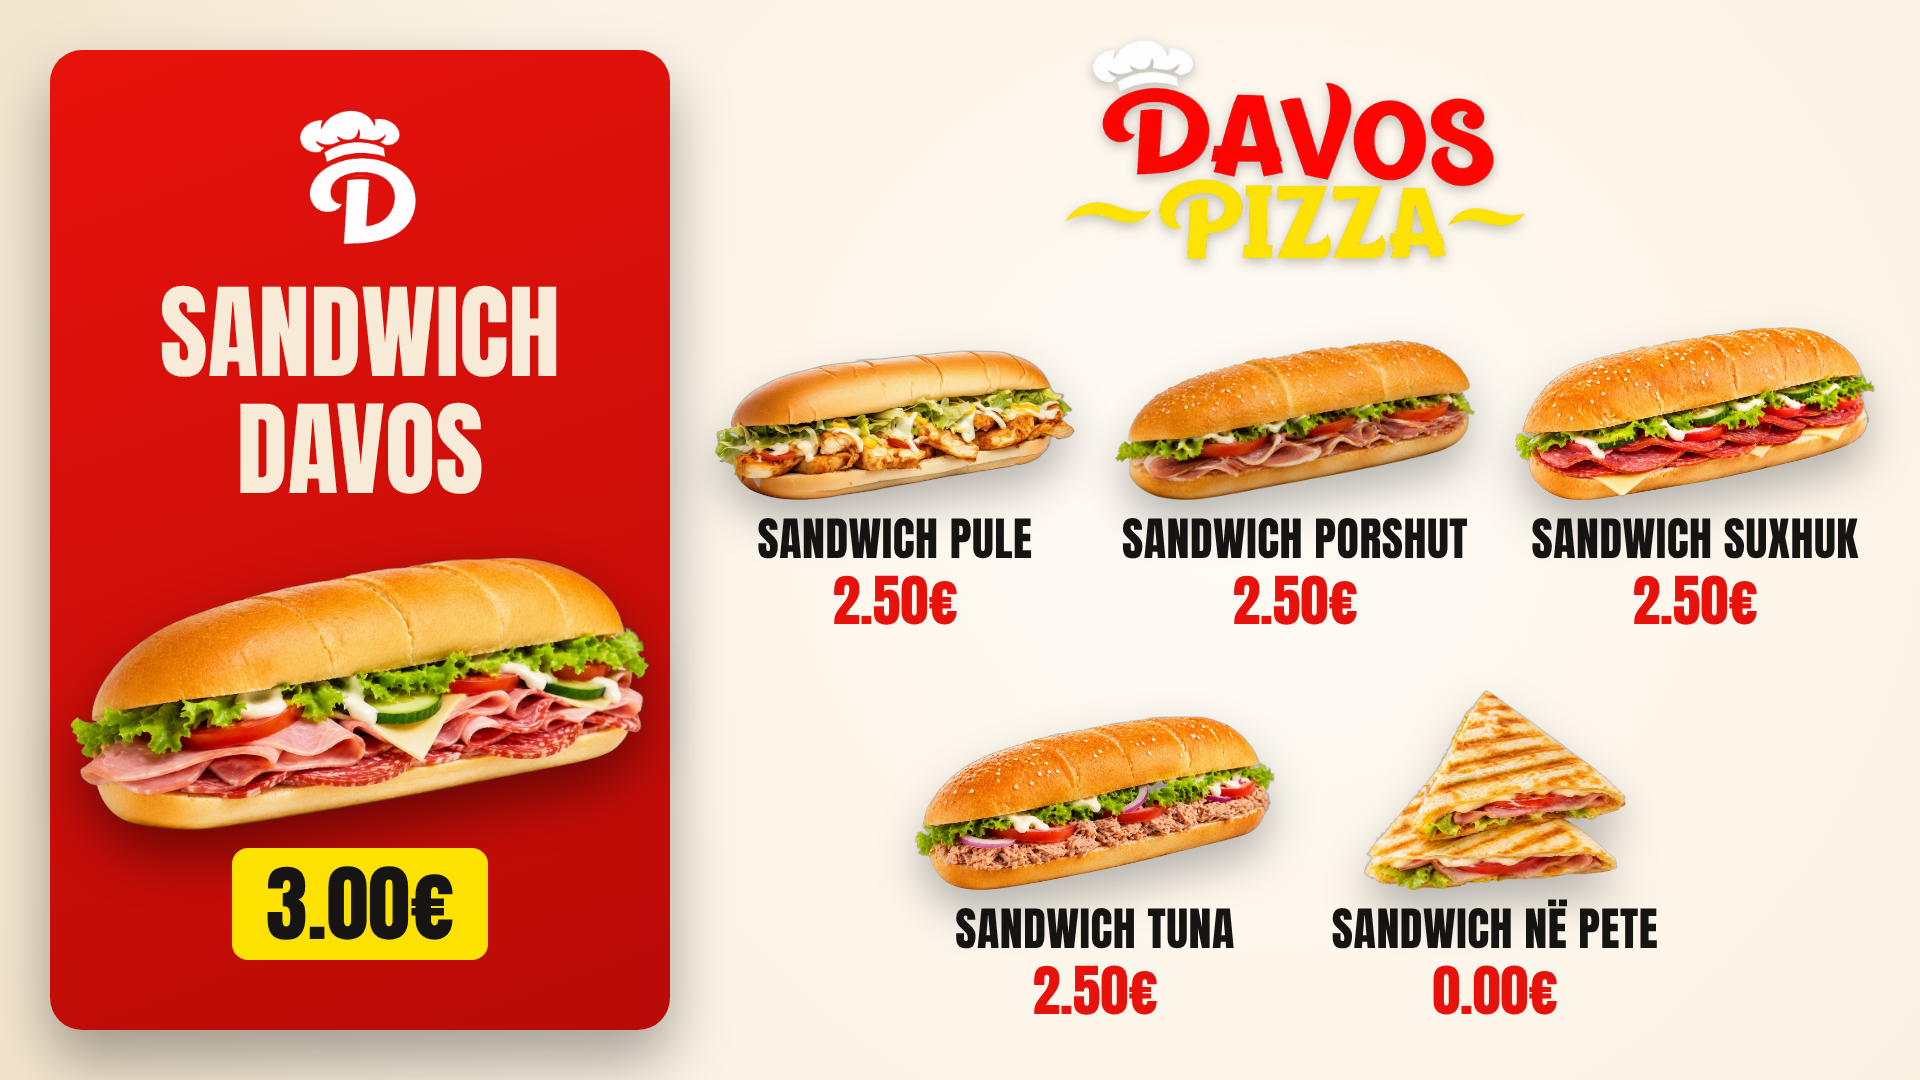 SANDWICH
DAVOS
3.00€
DAVOS
PIZZA
SANDWICH PULE
2.50€
SANDWICH PORSHUT
2.50€
SANDWICH SUXHUK
2.50€
SANDWICH TUNA
2.50€
SANDWICH NË PETE
0.00€